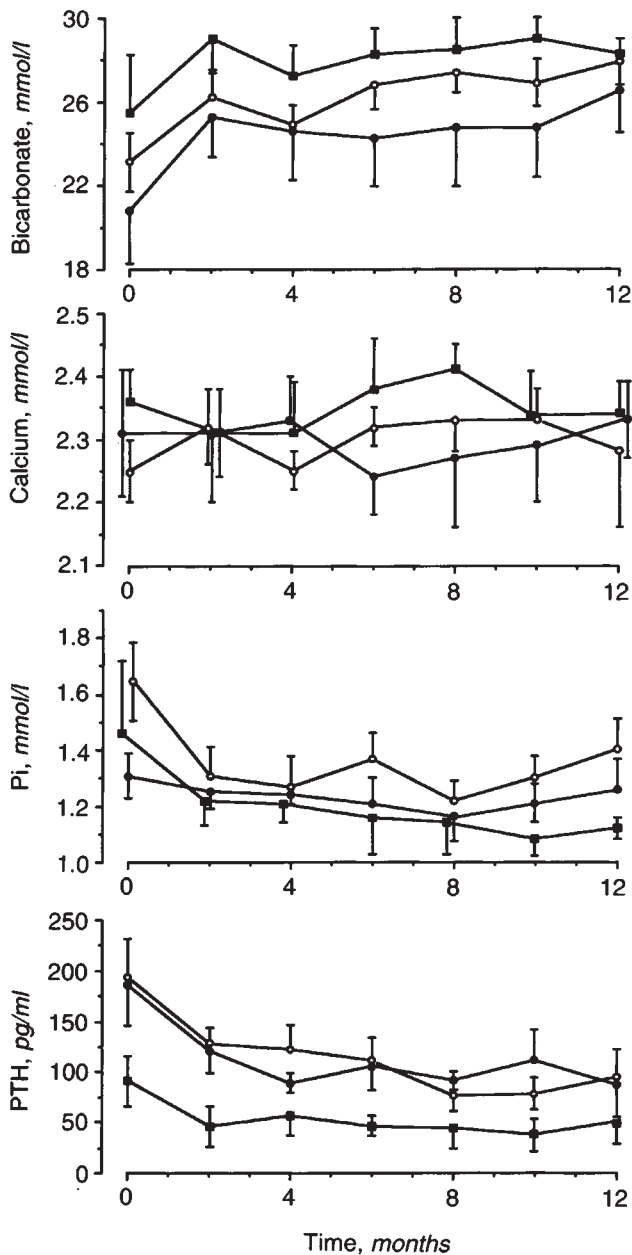 Bicarbonate, mmol/l
30
26
22
18
0 4 8 12
Calcium, mmol/l
2.5
2.4
2.3
2.2
2.1
0 4 8 12
Pi, mmol/l
1.8
1.6
1.4
1.2
1.0
0 4 8 12
PTH, pg/ml
250
200
150
100
50
0
0 4 8 12
Time, months